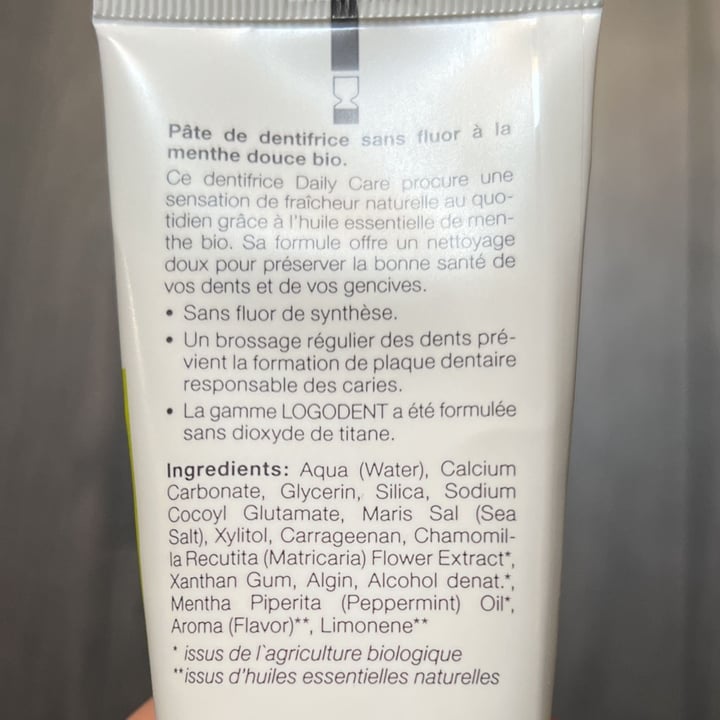 Pâte de dentifrice sans fluor à la
menthe douce bio.
Ce dentifrice Daily Care procure une
sensation de fraîcheur naturelle au quo-
tidien grâce à l'huile essentielle de men-
the bio. Sa formule offre un nettoyage
doux pour préserver la bonne santé de
vos dents et de vos gencives.
• Sans fluor de synthèse.
• Un brossage régulier des dents pré-
vient la formation de plaque dentaire
responsable des caries.
• La gamme LOGODENT a été formulée
sans dioxyde de titane.
Ingredients: Aqua (Water), Calcium
Carbonate, Glycerin, Silica, Sodium
Cocoyl Glutamate, Maris Sal (Sea
Salt), Xylitol, Carrageenan, Chamomil-
la Recutita (Matricaria) Flower Extract*,
Xanthan Gum, Algin, Alcohol denat.*,
Mentha Piperita (Peppermint) Oil*,
Aroma (Flavor)**, Limonene**
* issus de l`agriculture biologique
**issus d'huiles essentielles naturelles